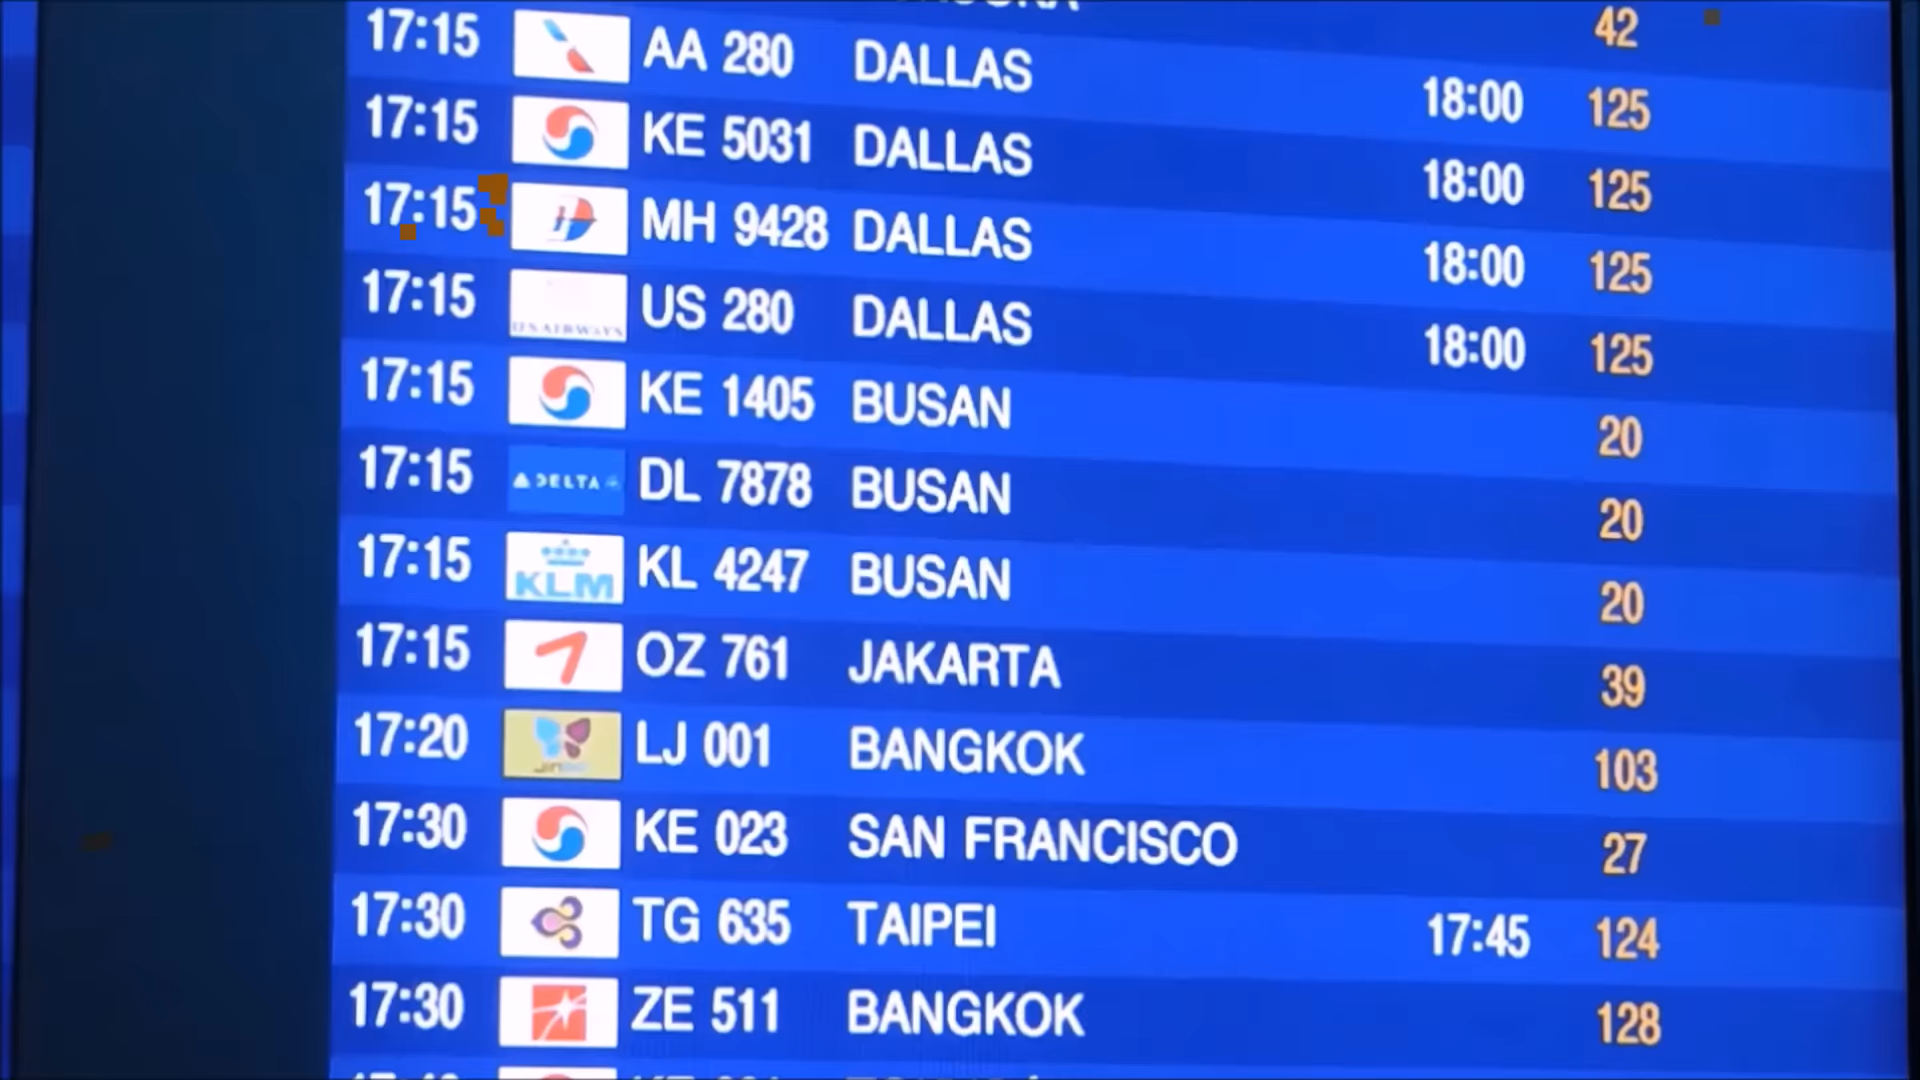 42
17:15 AA 280 DALLAS 18:00 125
17:15 KE 5031 DALLAS 18:00 125
17:15 MH 9428 DALLAS 18:00 125
17:15 US AIRWAYS US 280 DALLAS 18:00 125
17:15 KE 1405 BUSAN 20
17:15 DELTA DL 7878 BUSAN 20
17:15 KLM KL 4247 BUSAN 20
17:15 OZ 761 JAKARTA 39
17:20 LJ 001 BANGKOK 103
17:30 KE 023 SAN FRANCISCO 27
17:30 TG 635 TAIPEI 17:45 124
17:30 ZE 511 BANGKOK 128